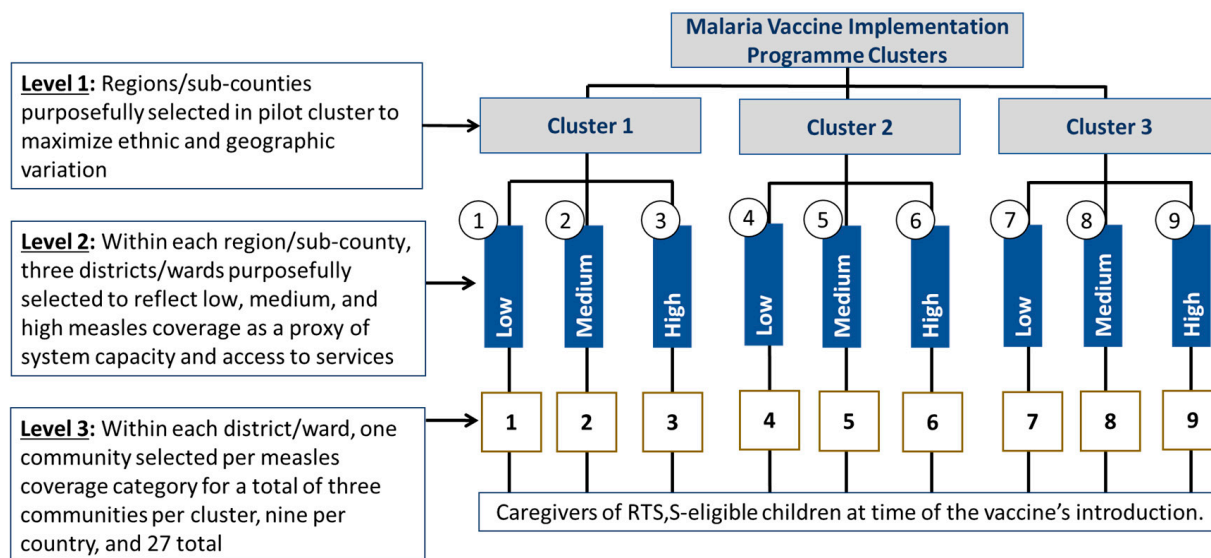 Malaria Vaccine Implementation
Programme Clusters
Level 1: Regions/sub-counties
purposefully selected in pilot cluster to
maximize ethnic and geographic
variation
Cluster 1
Cluster 2
Cluster 3
Level 2: Within each region/sub-county,
three districts/wards purposefully
selected to reflect low, medium, and
high measles coverage as a proxy of
system capacity and access to services
1
2
3
4
5
6
7
8
9
Low
Medium
High
Low
Medium
High
Low
Medium
High
Level 3: Within each district/ward, one
community selected per measles
coverage category for a total of three
communities per cluster, nine per
country, and 27 total
1
2
3
4
5
6
7
8
9
Caregivers of RTS,S-eligible children at time of the vaccine's introduction.